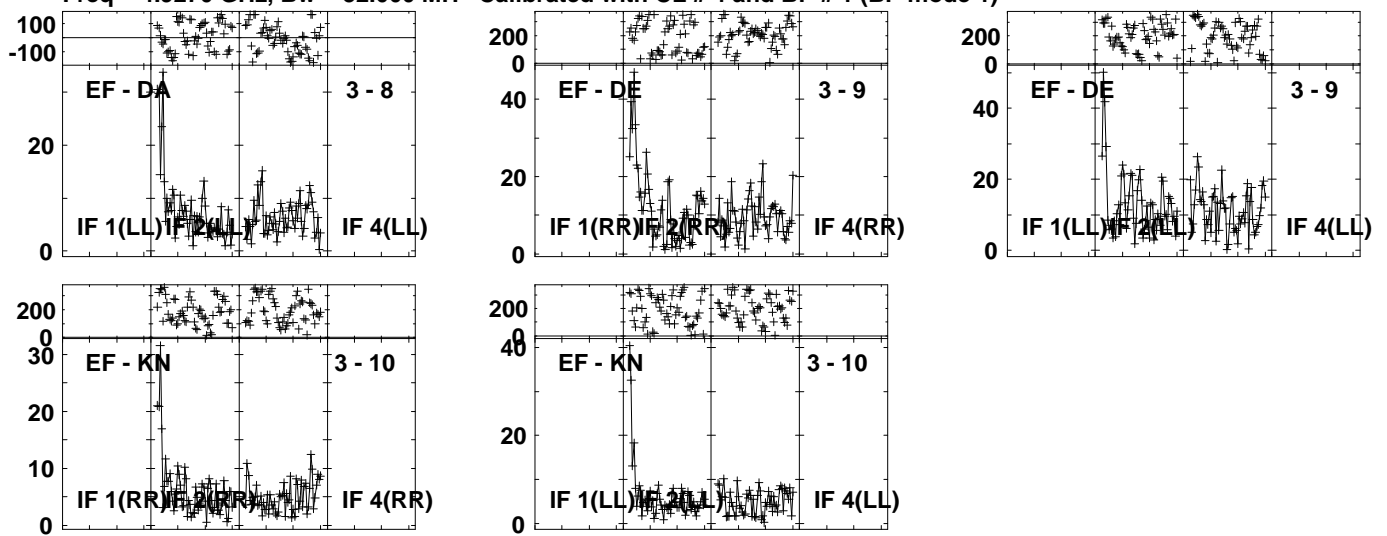 100
-100
EF - DA 3 - 8
20
0
IF 1(LL) IF 2(LL) IF 4(LL)
200
0
EF - DE 3 - 9
40
20
0
IF 1(RR) IF 2(RR) IF 4(RR)
200
0
EF - DE 3 - 9
40
20
0
IF 1(LL) IF 2(LL) IF 4(LL)
200
0
EF - KN 3 - 10
30
20
10
0
IF 1(RR) IF 2(RR) IF 4(RR)
200
0
EF - KN 3 - 10
40
20
0
IF 1(LL) IF 2(LL) IF 4(LL)